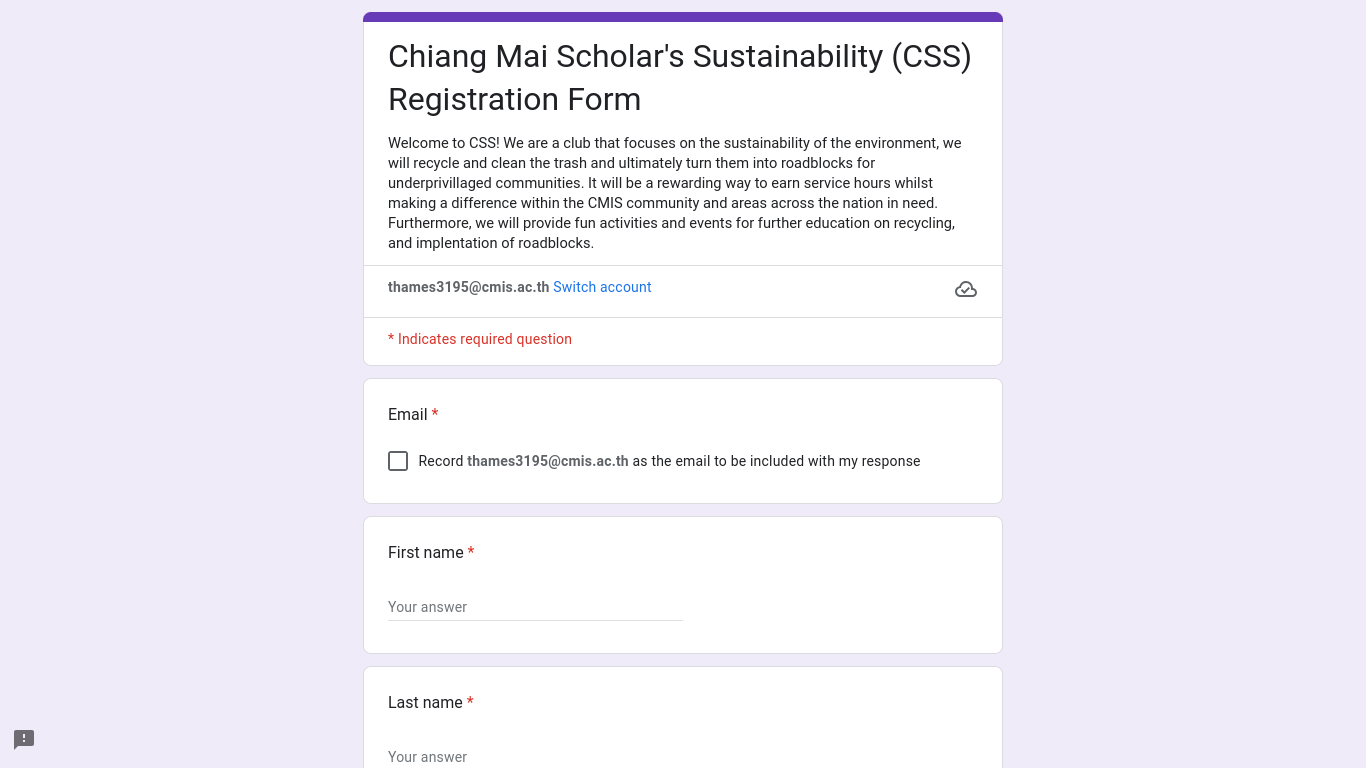 Chiang Mai Scholar's Sustainability (CSS)
Registration Form
Welcome to CSS! We are a club that focuses on the sustainability of the environment, we
will recycle and clean the trash and ultimately turn them into roadblocks for
underprivillaged communities. It will be a rewarding way to earn service hours whilst
making a difference within the CMIS community and areas across the nation in need.
Furthermore, we will provide fun activities and events for further education on recycling,
and implentation of roadblocks.
thames3195@cmis.ac.th Switch account
* Indicates required question
Email *
Record thames3195@cmis.ac.th as the email to be included with my response
First name *
Your answer
Last name *
Your answer